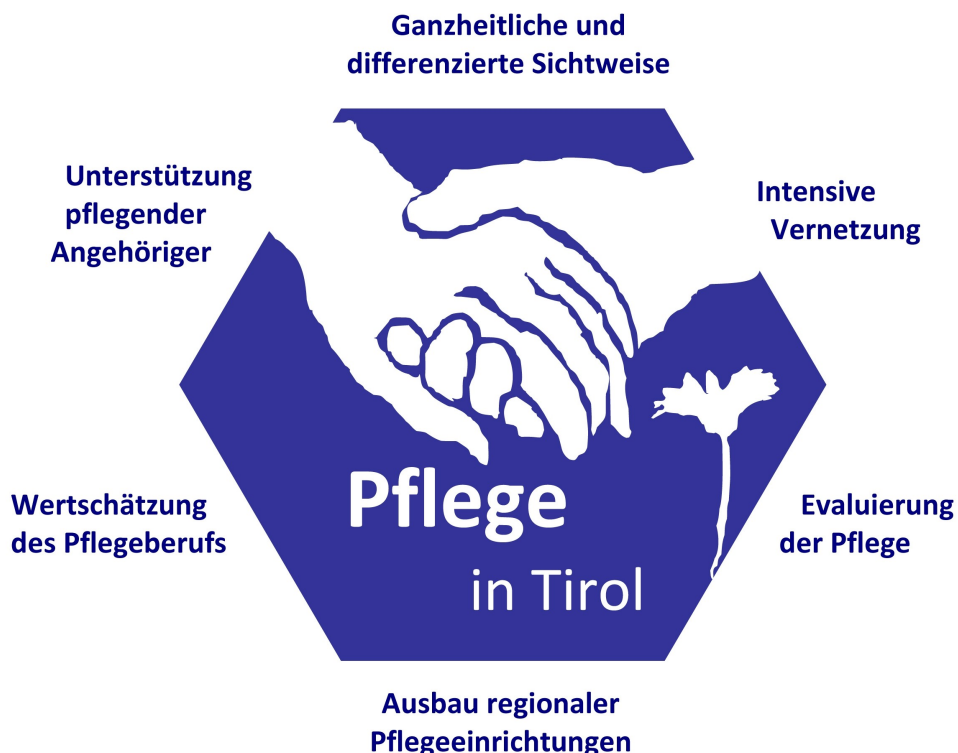 Ganzheitliche und
differenzierte Sichtweise
Unterstützung
pflegender
Angehöriger
Intensive
Vernetzung
Wertschätzung
des Pflegeberufs
Pflege
in Tirol
Evaluierung
der Pflege
Ausbau regionaler
Pflegeeinrichtungen